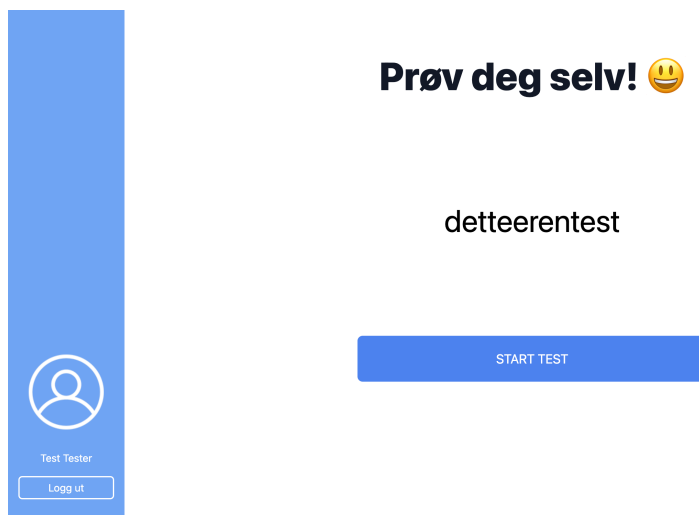 Prøv deg selv! 😃
detteerentest
START TEST
Test Tester
Logg ut